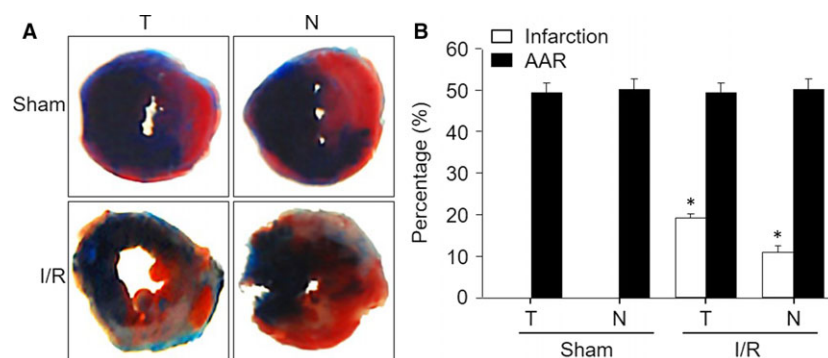 A
T
N
Sham
I/R
B
Infarction
AAR
Percentage (%)
60
50
40
30
20
10
0
*
*
T
N
T
N
Sham
I/R